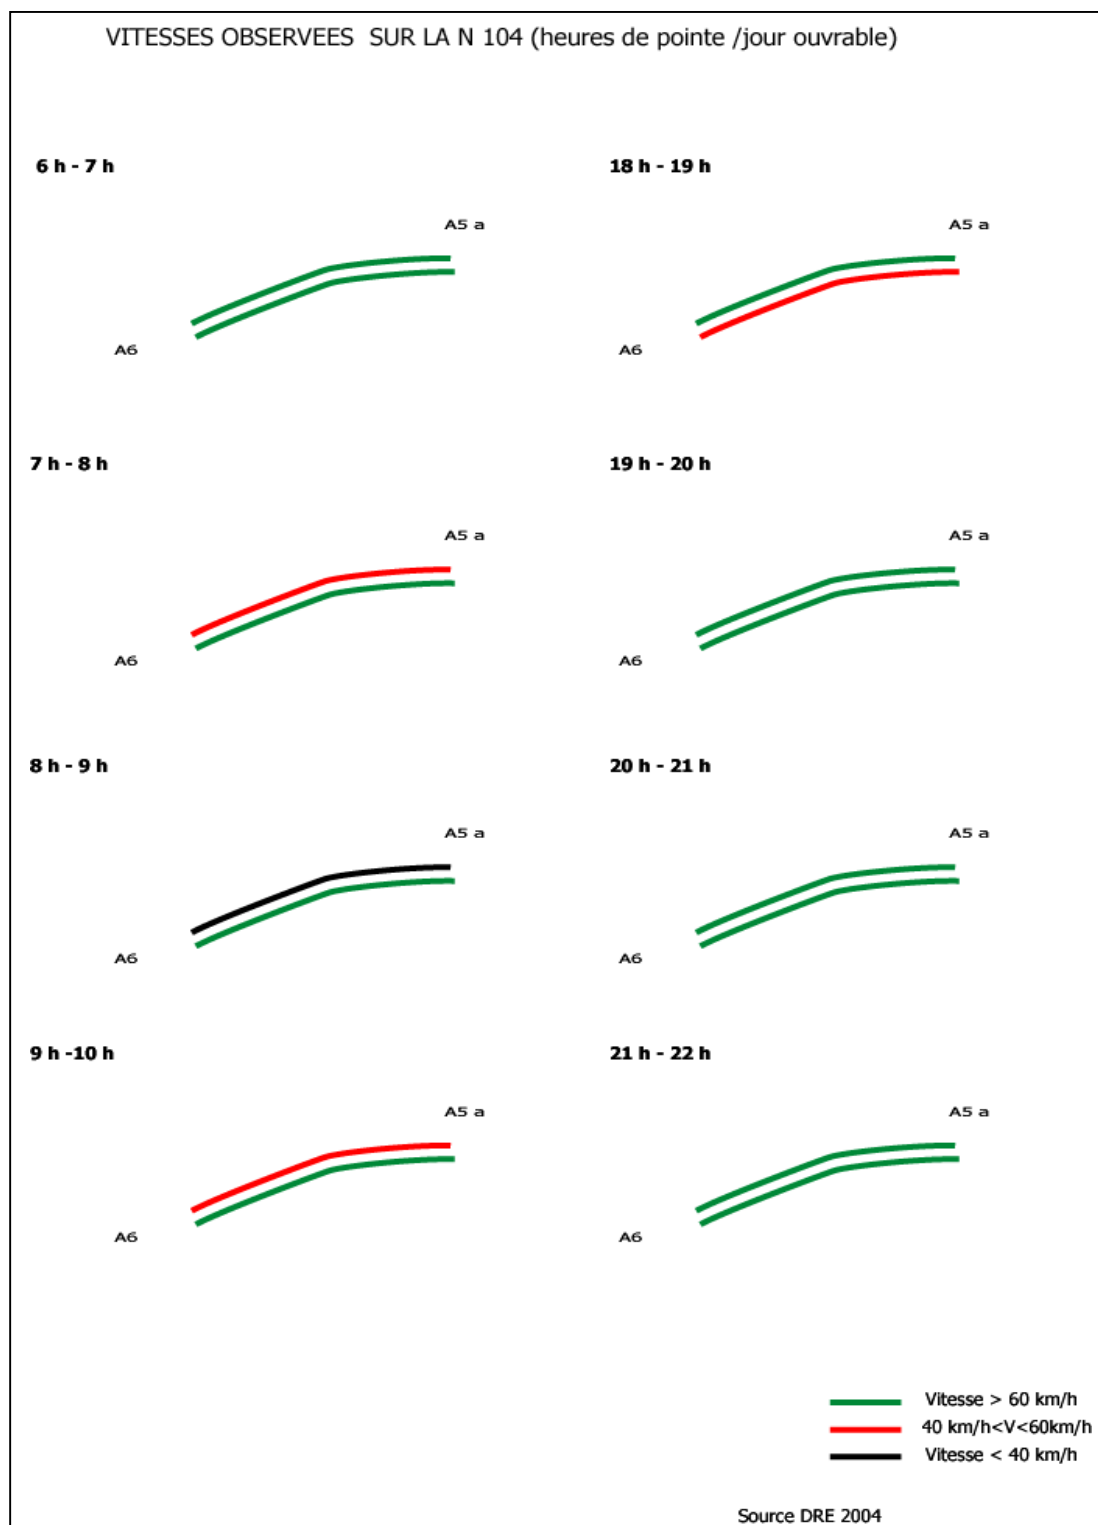 VITESSES OBSERVEES SUR LA N 104 (heures de pointe /jour ouvrable)
6 h - 7 h
A5 a
A6
7 h - 8 h
A5 a
A6
8 h - 9 h
A5 a
A6
9 h -10 h
A5 a
A6
18 h - 19 h
A5 a
A6
19 h - 20 h
A5 a
A6
20 h - 21 h
A5 a
A6
21 h - 22 h
A5 a
A6
Vitesse > 60 km/h
40 km/h<V<60km/h
Vitesse < 40 km/h
Source DRE 2004